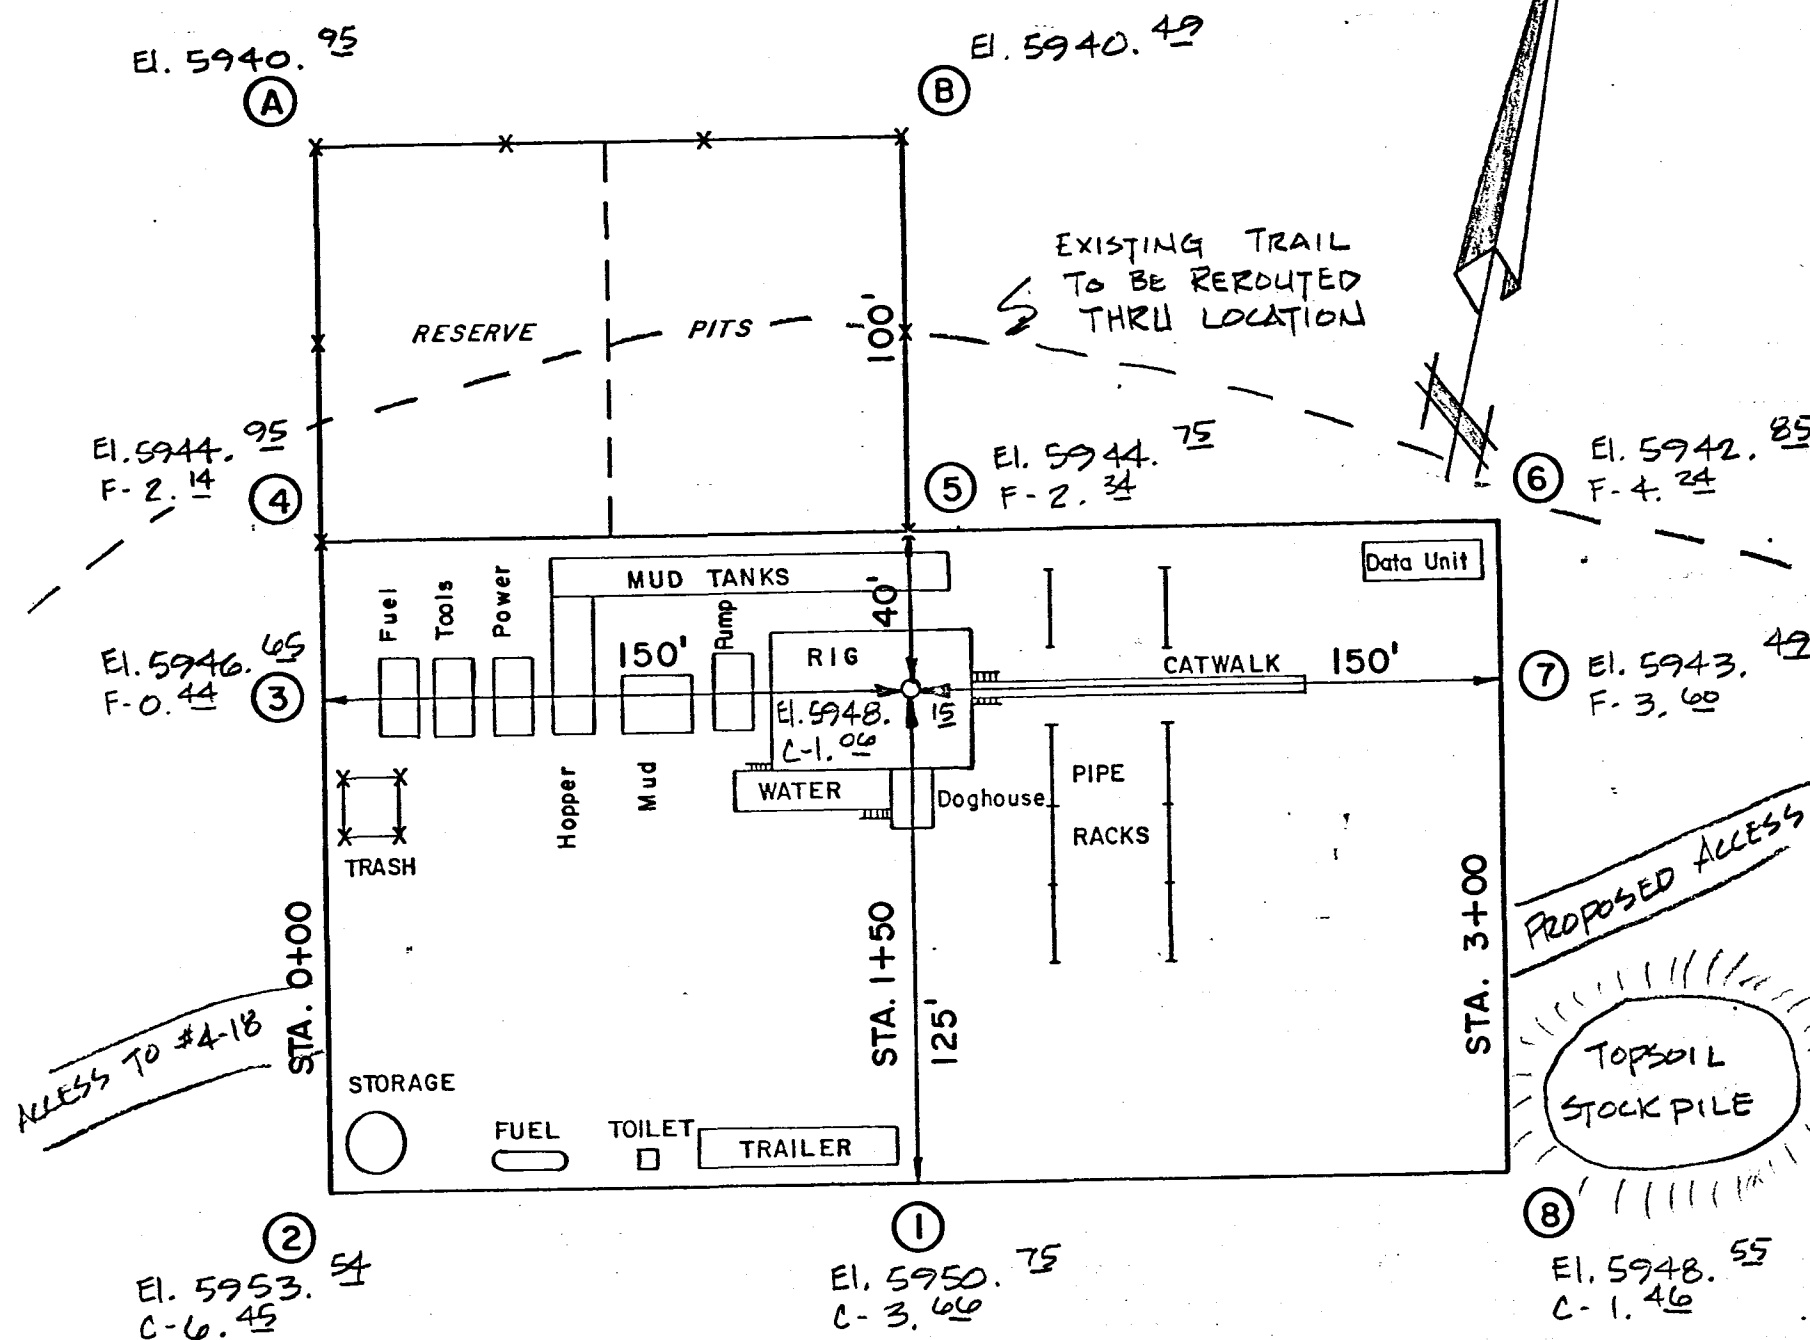 El. 5940. 95
A
El. 5940. 49
B
EXISTING TRAIL
TO BE REROUTED
THRU LOCATION
RESERVE
PITS
100'
El. 5944. 95
F-2. 14
4
El. 5944. 75
F-2. 34
5
El. 5942. 85
F-4. 24
6
Fuel
Tools
Power
MUD TANKS
40'
Data Unit
Pump
150'
RIG
CATWALK
150'
El. 5946. 65
F-0. 44
3
El. 5943. 49
F-3. 60
7
El. 5948. 15
C-1. 06
Hopper
Mud
WATER
Doghouse
PIPE
RACKS
TRASH
STA. 0+00
STA. 1+50
125'
STA. 3+00
PROPOSED ACCESS
ACCESS TO #4-18
TOPSOIL
STOCKPILE
STORAGE
FUEL
TOILET
TRAILER
2
El. 5953. 54
C-6. 45
1
El. 5950. 75
C-3. 66
8
El. 5948. 55
C-1. 46